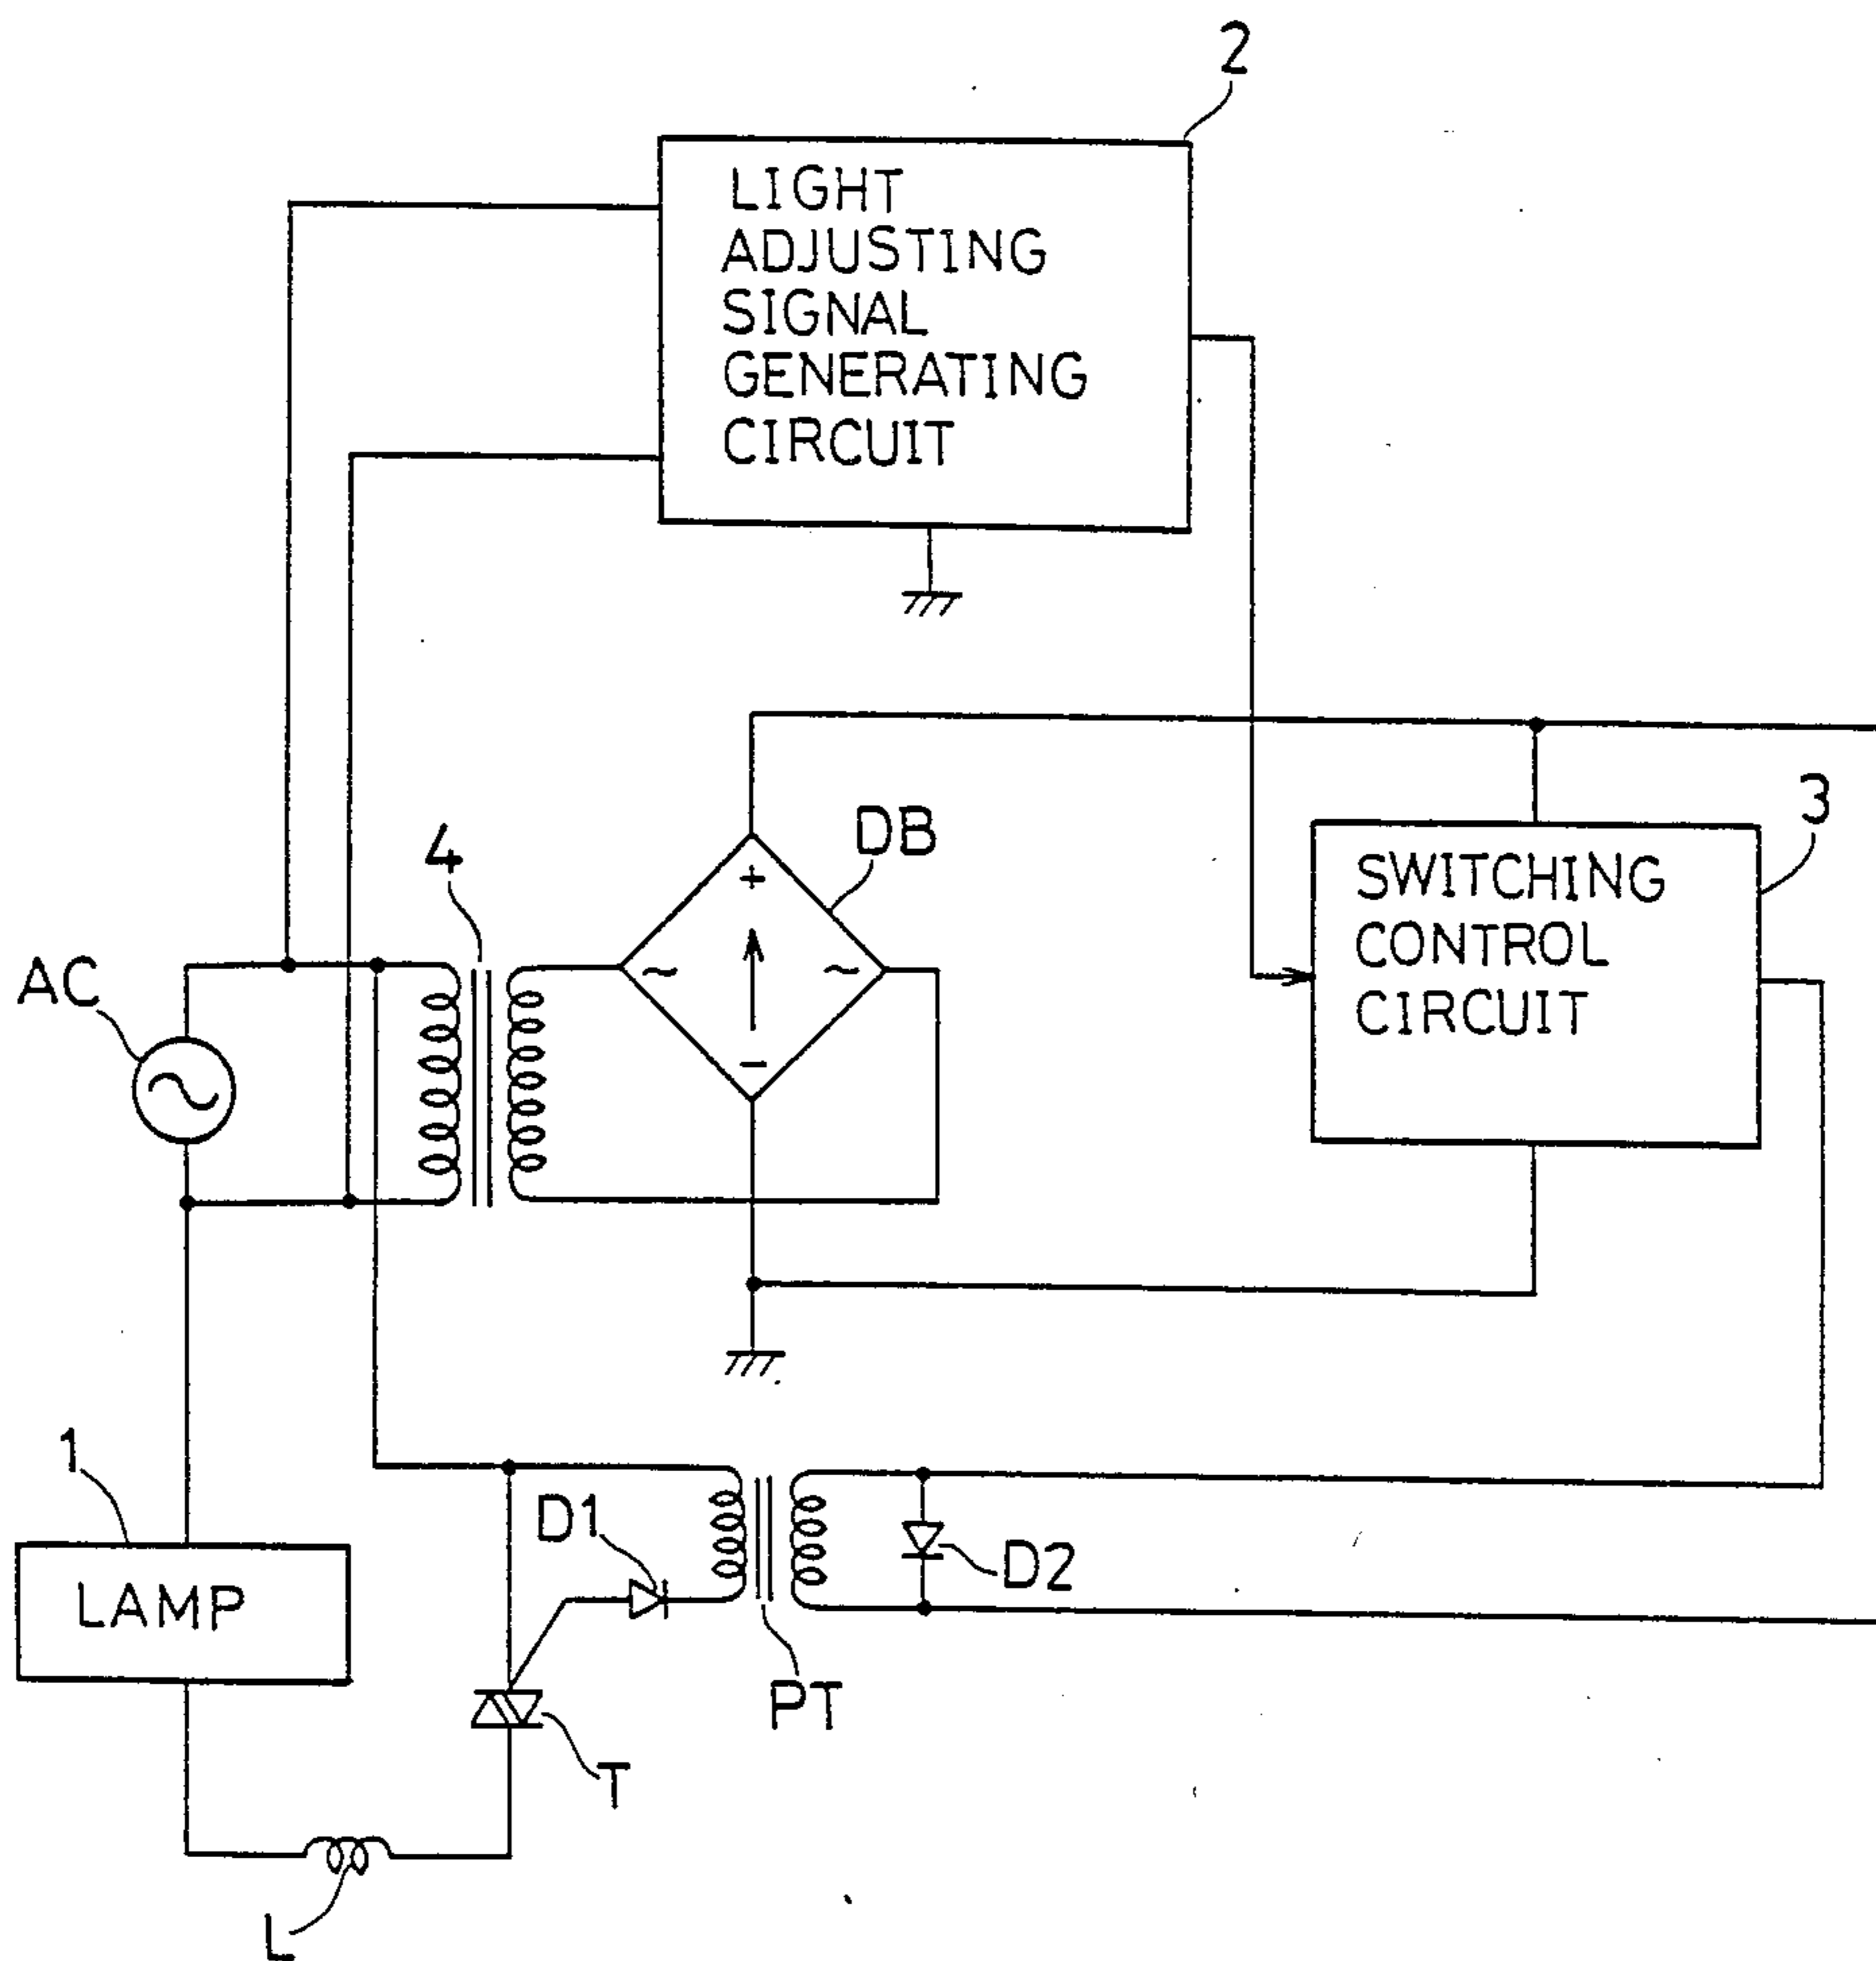 2
LIGHT
ADJUSTING
SIGNAL
GENERATING
CIRCUIT
3
DB
4
SWITCHING
CONTROL
CIRCUIT
+
~ ~
−
AC
1
D1
D2
LAMP
PT
T
L